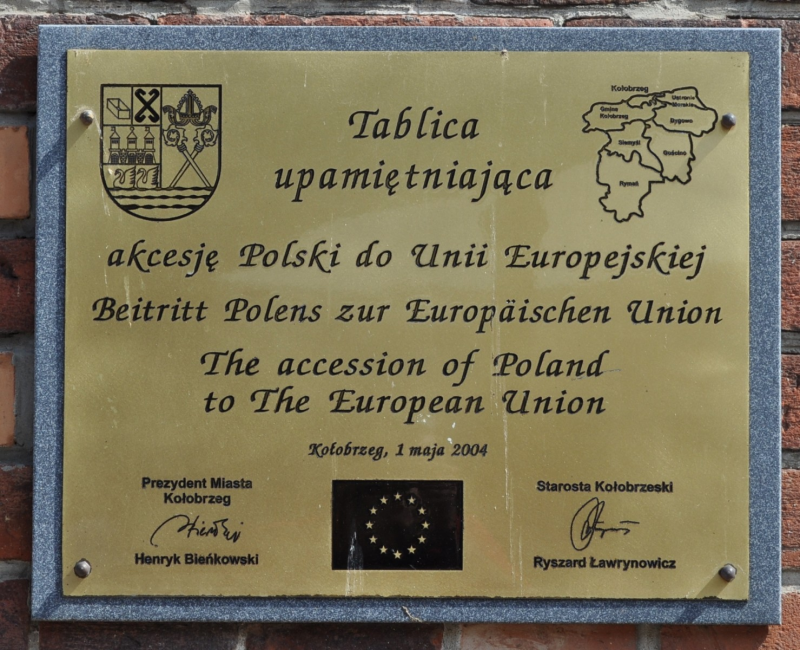 Tablica
upamiętniająca
akcesję Polski do Unii Europejskiej
Beitritt Polens zur Europäischen Union
The accession of Poland
to The European Union
Kołobrzeg, 1 maja 2004
Prezydent Miasta
Kołobrzeg
Henryk Bieńkowski
Starosta Kołobrzeski
Ryszard Ławrynowicz
Kołobrzeg
Ustronie
Morskie
Gmina
Kołobrzeg
Dygowo
Siemyśl
Gościno
Rymań